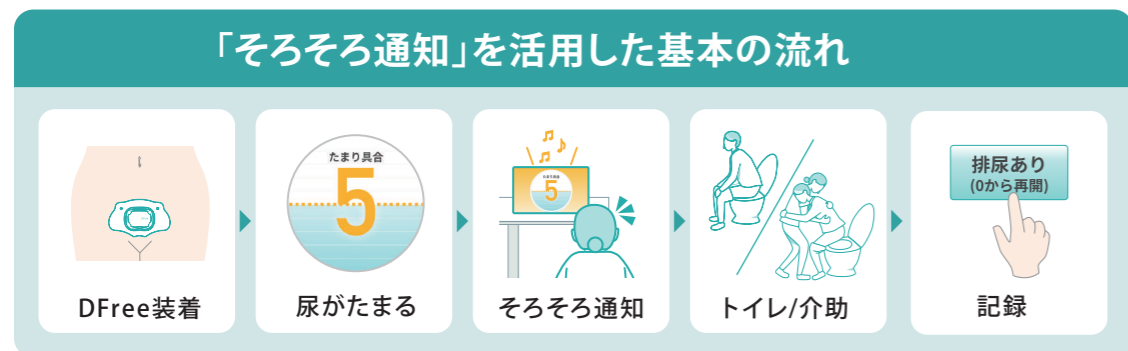 「そろそろ通知」を活用した基本の流れ
たまり具合
5
たまり具合
5
排尿あり
(0から再開)
DFree装着
尿がたまる
そろそろ通知
トイレ/介助
記録